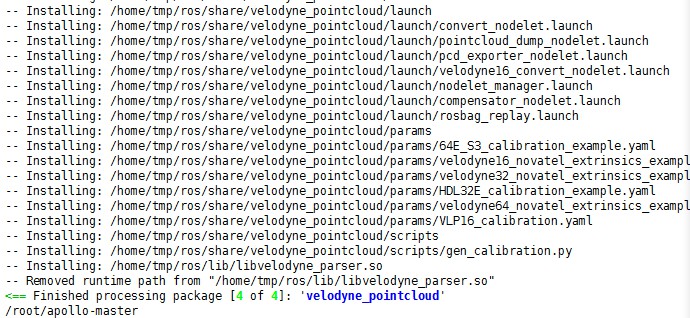 -- Installing: /home/tmp/ros/share/velodyne_pointcloud/launch
-- Installing: /home/tmp/ros/share/velodyne_pointcloud/launch/convert_nodelet.launch
-- Installing: /home/tmp/ros/share/velodyne_pointcloud/launch/pointcloud_dump_nodelet.launch
-- Installing: /home/tmp/ros/share/velodyne_pointcloud/launch/pcd_exporter_nodelet.launch
-- Installing: /home/tmp/ros/share/velodyne_pointcloud/launch/velodyne16_convert_nodelet.launch
-- Installing: /home/tmp/ros/share/velodyne_pointcloud/launch/nodelet_manager.launch
-- Installing: /home/tmp/ros/share/velodyne_pointcloud/launch/compensator_nodelet.launch
-- Installing: /home/tmp/ros/share/velodyne_pointcloud/launch/rosbag_replay.launch
-- Installing: /home/tmp/ros/share/velodyne_pointcloud/params
-- Installing: /home/tmp/ros/share/velodyne_pointcloud/params/64E_S3_calibration_example.yaml
-- Installing: /home/tmp/ros/share/velodyne_pointcloud/params/velodyne16_novatel_extrinsics_exampl
-- Installing: /home/tmp/ros/share/velodyne_pointcloud/params/velodyne32_novatel_extrinsics_exampl
-- Installing: /home/tmp/ros/share/velodyne_pointcloud/params/HDL32E_calibration_example.yaml
-- Installing: /home/tmp/ros/share/velodyne_pointcloud/params/velodyne64_novatel_extrinsics_exampl
-- Installing: /home/tmp/ros/share/velodyne_pointcloud/params/VLP16_calibration.yaml
-- Installing: /home/tmp/ros/share/velodyne_pointcloud/scripts
-- Installing: /home/tmp/ros/share/velodyne_pointcloud/scripts/gen_calibration.py
-- Installing: /home/tmp/ros/lib/libvelodyne_parser.so
-- Removed runtime path from "/home/tmp/ros/lib/libvelodyne_parser.so"
<== Finished processing package [4 of 4]: 'velodyne_pointcloud'
/root/apollo-master